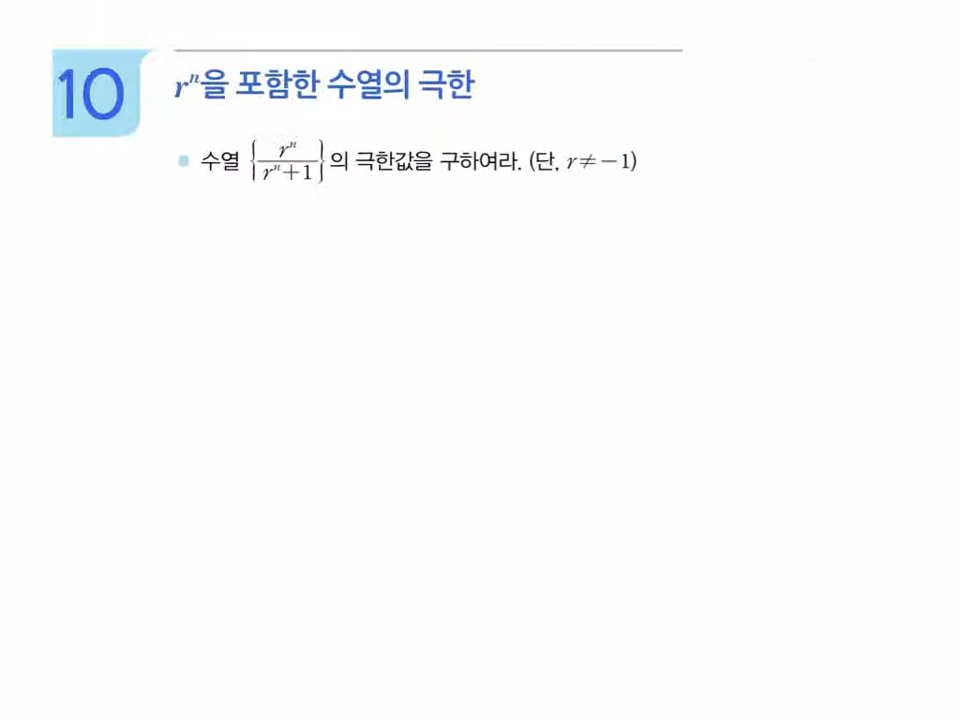 10
rⁿ을 포함한 수열의 극한
수열 {rⁿ/(rⁿ+1)}의 극한값을 구하여라. (단, r≠-1)